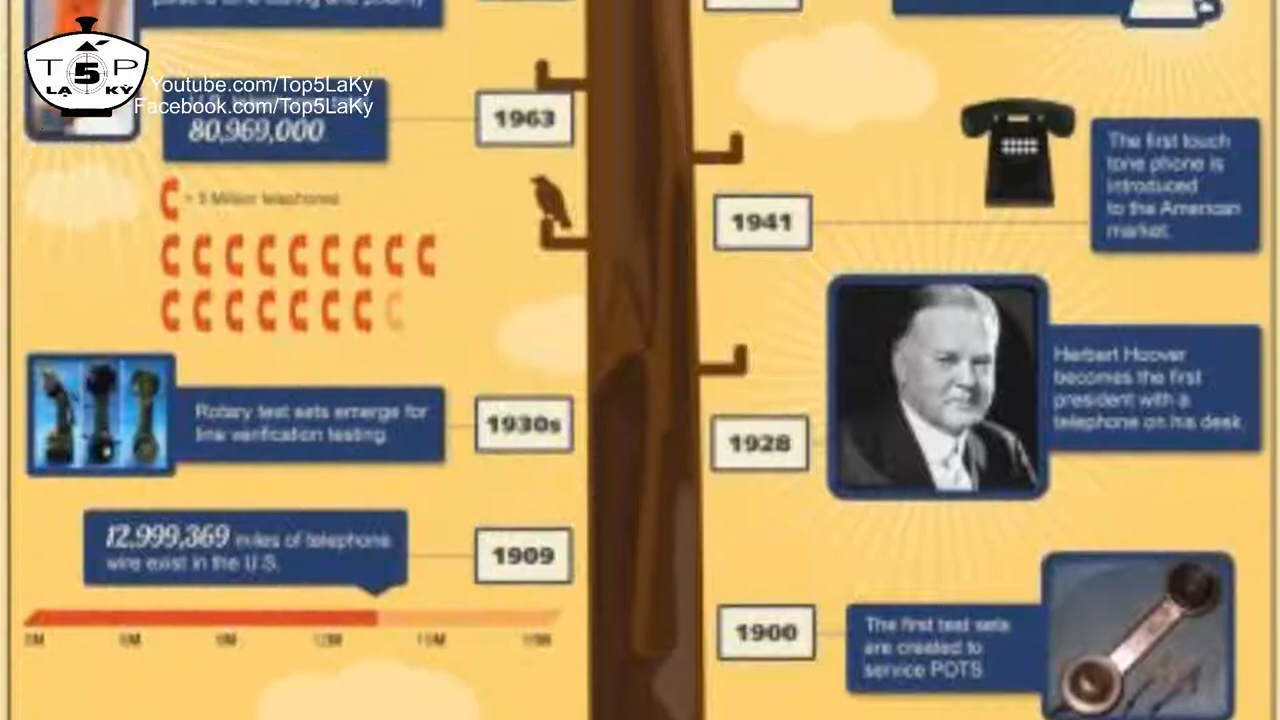 TOP 5
LẠ KỲ
Youtube.com/Top5LaKy
Facebook.com/Top5LaKy
80,969,000
1963
= 5 Million telephones
Rotary test sets emerge for
line verification testing.
1930s
12,999,369 miles of telephone
wire exist in the U.S.
1909
12M
The first touch
tone phone is
introduced
to the American
market.
1941
Herbert Hoover
becomes the first
president with a
telephone on his desk.
1928
1900
The first test sets
are created to
service POTS